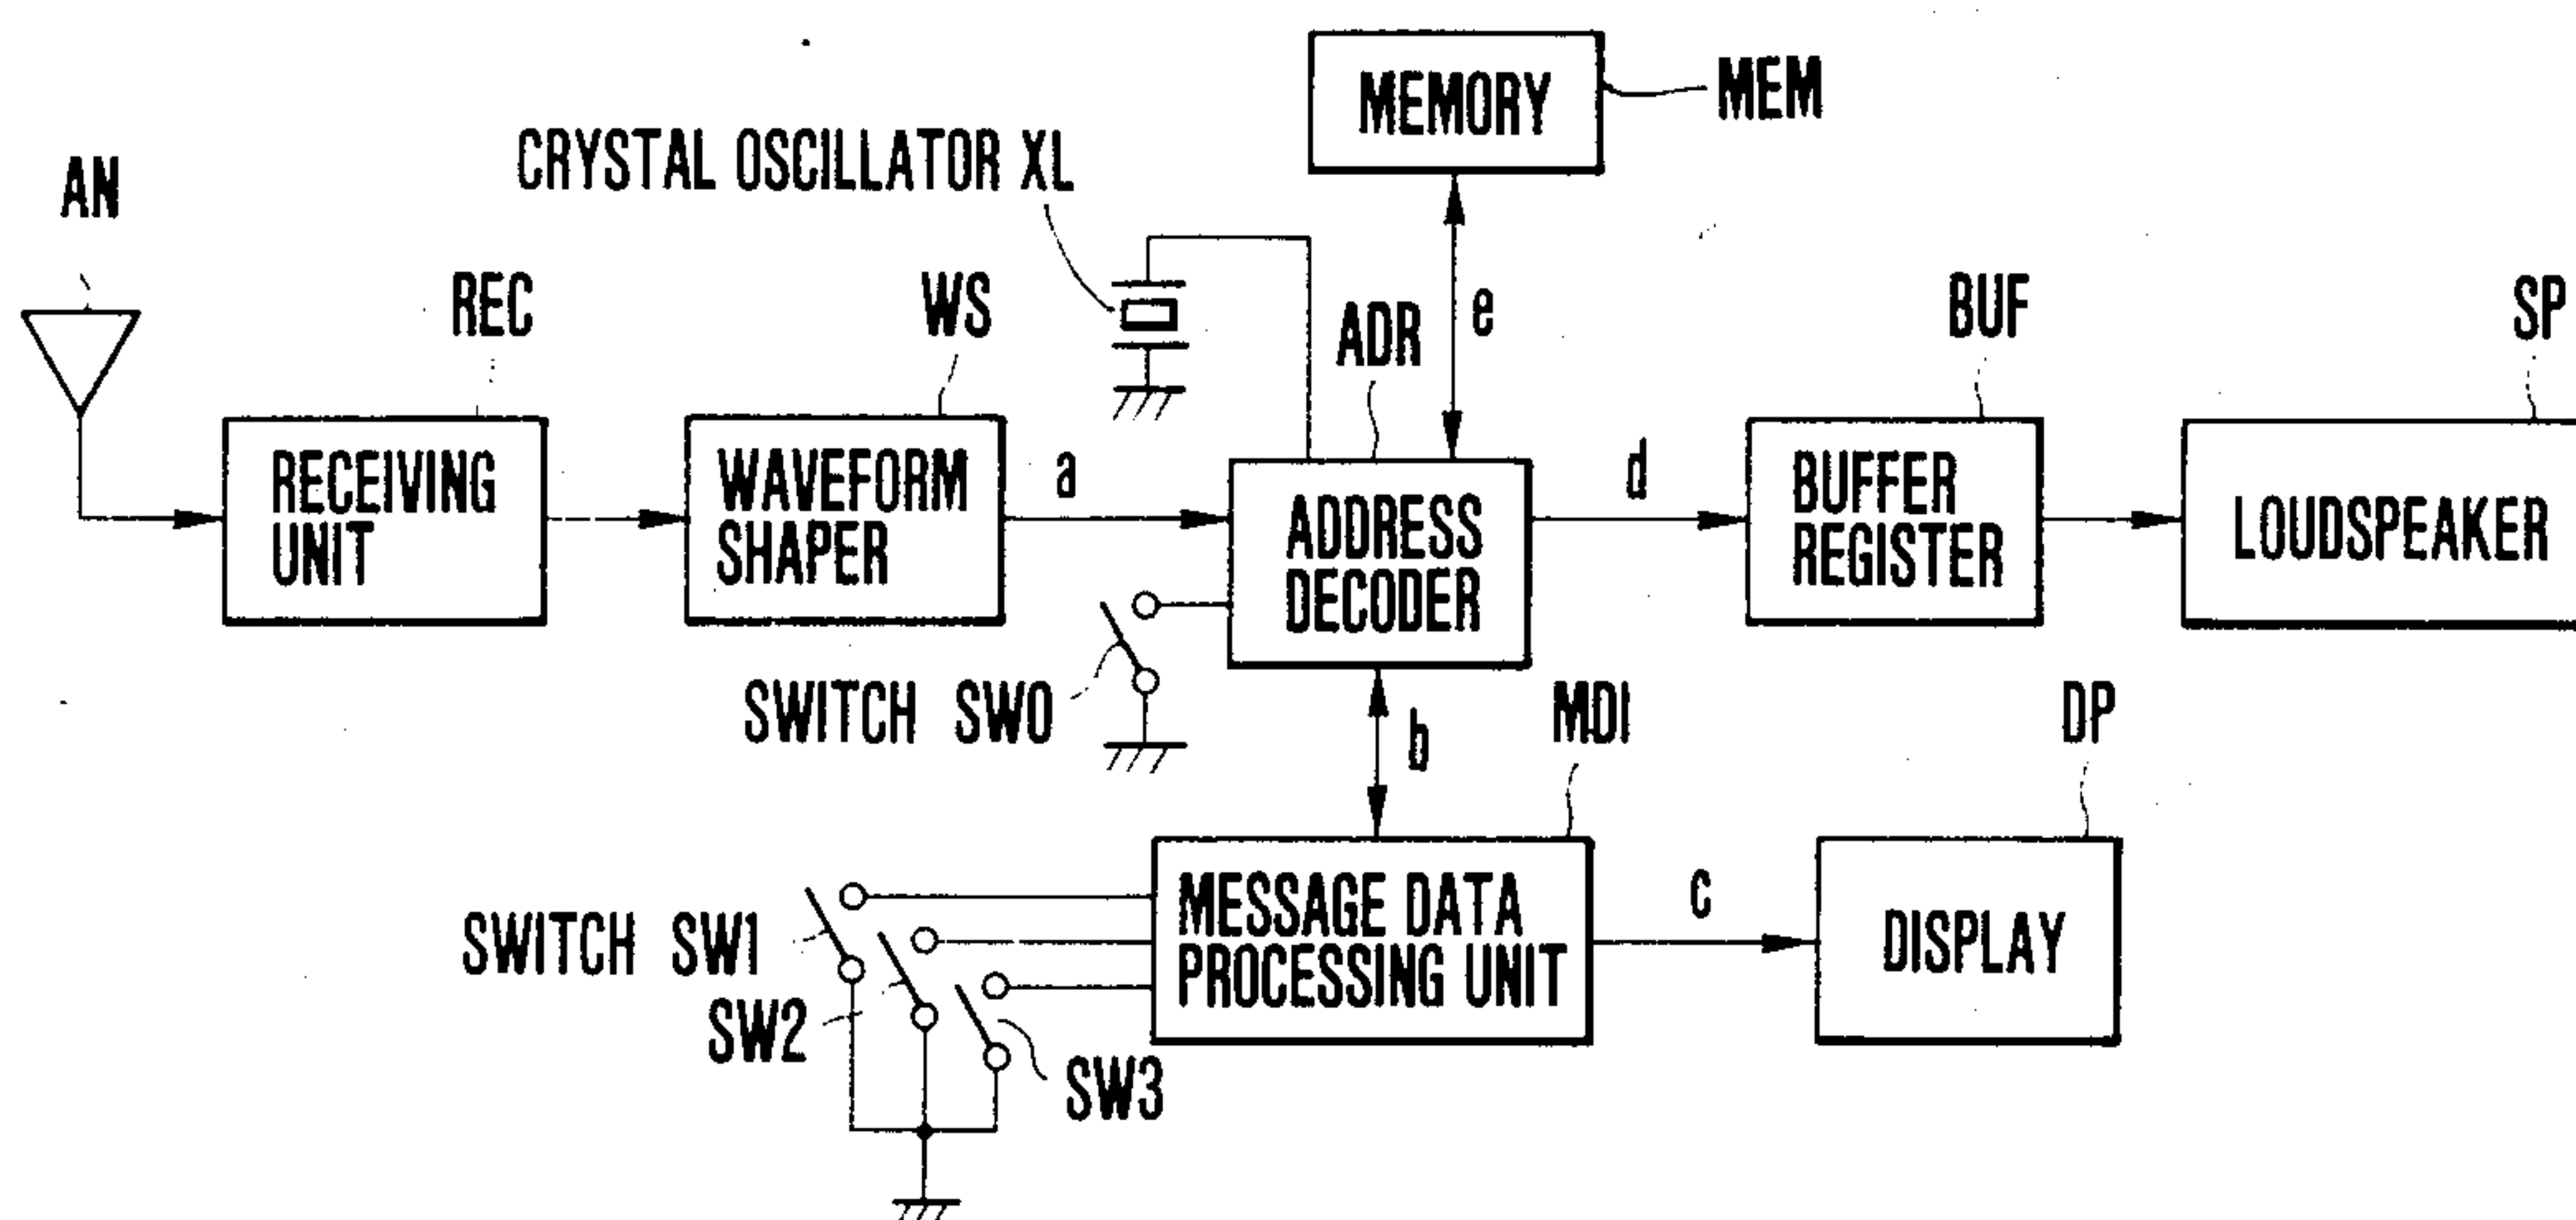 MEMORY
MEM
CRYSTAL OSCILLATOR XL
AN
REC
WS
ADR
e
BUF
SP
RECEIVING
UNIT
WAVEFORM
SHAPER
a
ADDRESS
DECODER
d
BUFFER
REGISTER
LOUDSPEAKER
SWITCH SW0
b
MDI
DP
SWITCH SW1
SW2
SW3
MESSAGE DATA
PROCESSING UNIT
c
DISPLAY